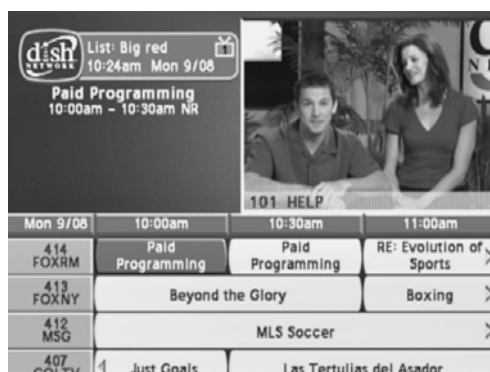 dish
NETWORK
List: Big red
1
10:24am Mon 9/08
Paid
Programming
10:00am - 10:30am NR
101 HELP
Mon 9/08 10:00am 10:30am 11:00am
414
FOXRM
Paid
Programming
Paid
Programming
RE: Evolution of
Sports
413
FOXNY
Beyond the Glory
Boxing
412
MSG
MLS Soccer
407
GOLTV
Just Goals
Las Tertulias del Asador